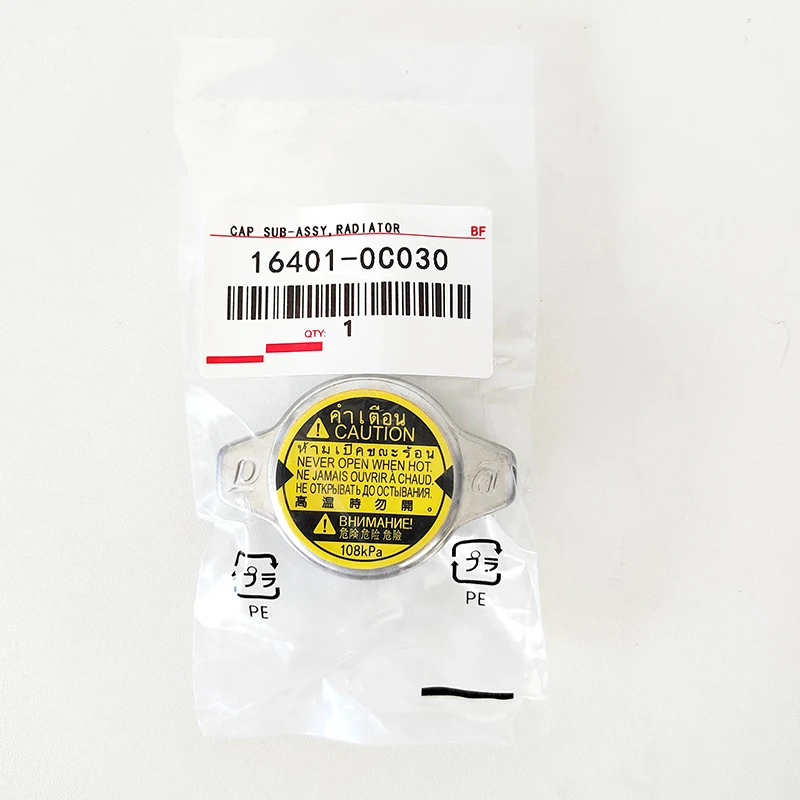 CAP SUB-ASSY,RADIATOR BF
16401-0C030
QTY: 1
คำเตือน
CAUTION
ห้ามเปิดขณะร้อน
NEVER OPEN WHEN HOT.
NE JAMAIS OUVRIR À CHAUD.
НЕ ОТКРЫВАТЬ ДО ОСТЫВАНИЯ.
高温時勿開。
ВНИМАНИЕ!
危険危险危險
108kPa
プラ
PE
プラ
PE